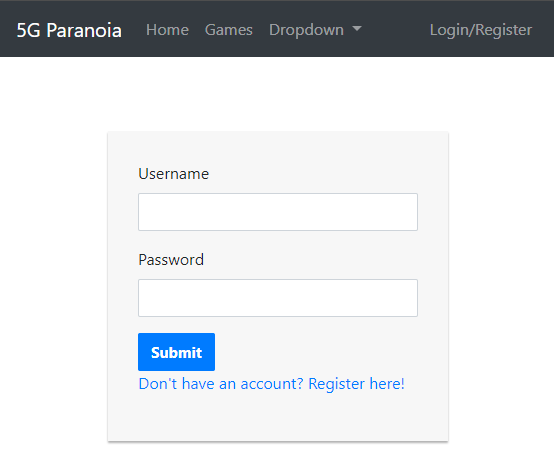 5G Paranoia Home Games Dropdown Login/Register
Username
Password
Submit
Don't have an account? Register here!